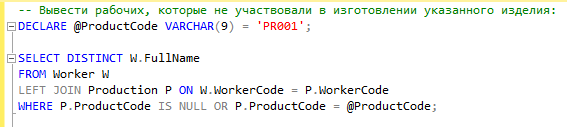 -- Вывести рабочих, которые не участвовали в изготовлении указанного изделия:
DECLARE @ProductCode VARCHAR(9) = 'PR001';
SELECT DISTINCT W.FullName
FROM Worker W
LEFT JOIN Production P ON W.WorkerCode = P.WorkerCode
WHERE P.ProductCode IS NULL OR P.ProductCode = @ProductCode;